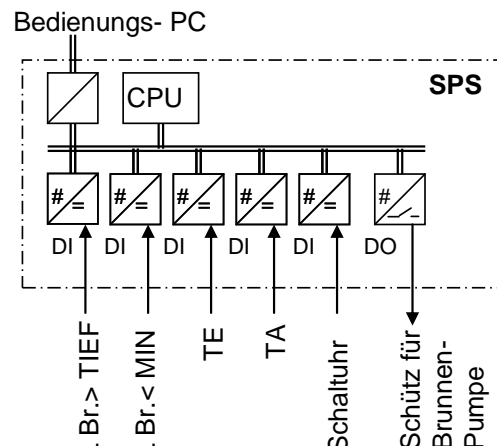 Bedienungs- PC
SPS
CPU
# =
# =
# =
# =
# =
#
DI
DI
DI
DI
DI
DO
. Br.> TIEF
. Br.< MIN
TE
TA
Schaltuhr
Schütz für
Brunnen-
Pumpe